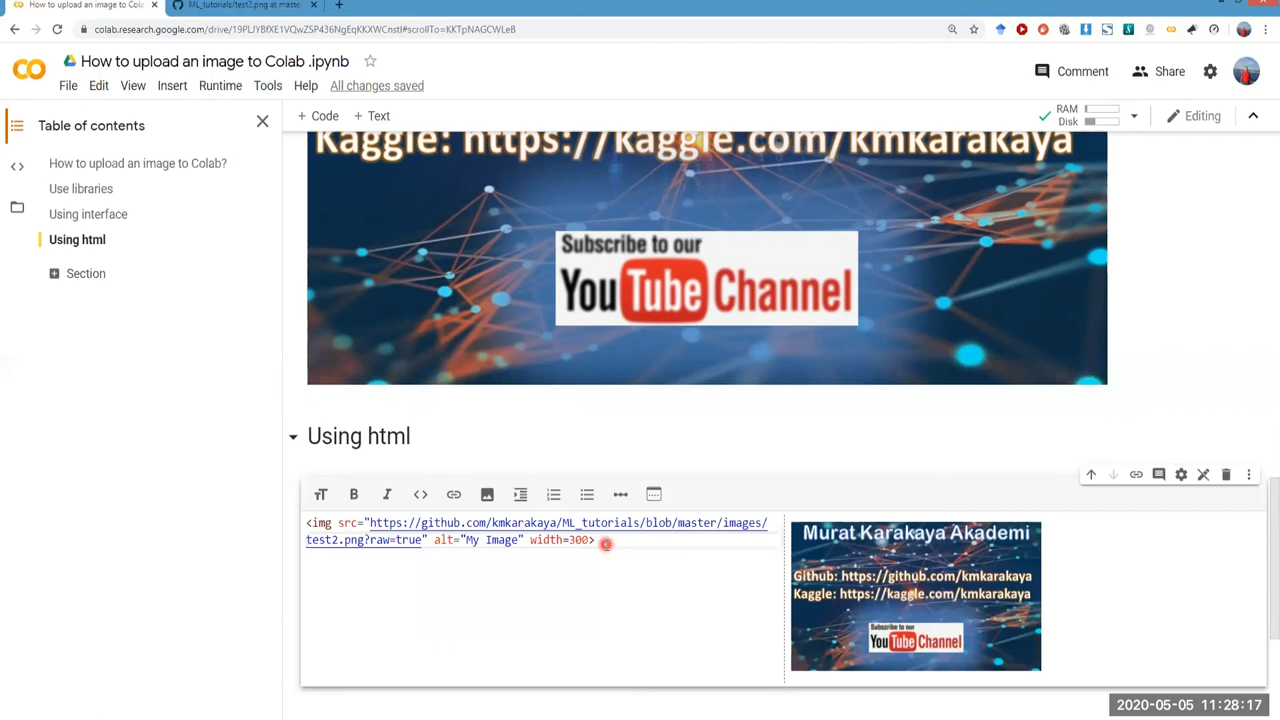 How to upload an image to Co
ML_tutorials/test2.png at maste
colab.research.google.com/drive/19PLJYBfXE1VQwZSP436NgEqKKXWCnstI#scrollTo=KKTpNAGCWfe8
How to upload an image to Colab .ipynb
File Edit View Insert Runtime Tools Help All changes saved
Comment Share
Table of contents
How to upload an image to Colab?
Use libraries
Using interface
Using html
Section
+ Code + Text
RAM
Disk
Editing
Kaggle: https://kaggle.com/kmkarakaya
Subscribe to our
YouTube Channel
Using html
<img src="https://github.com/kmkarakaya/ML_tutorials/blob/master/images/
test2.png?raw=true" alt="My Image" width=300>
Murat Karakaya Akademi
Github: https://github.com/kmkarakaya
Kaggle: https://kaggle.com/kmkarakaya
Subscribe to our
YouTube Channel
2020-05-05 11:28:17